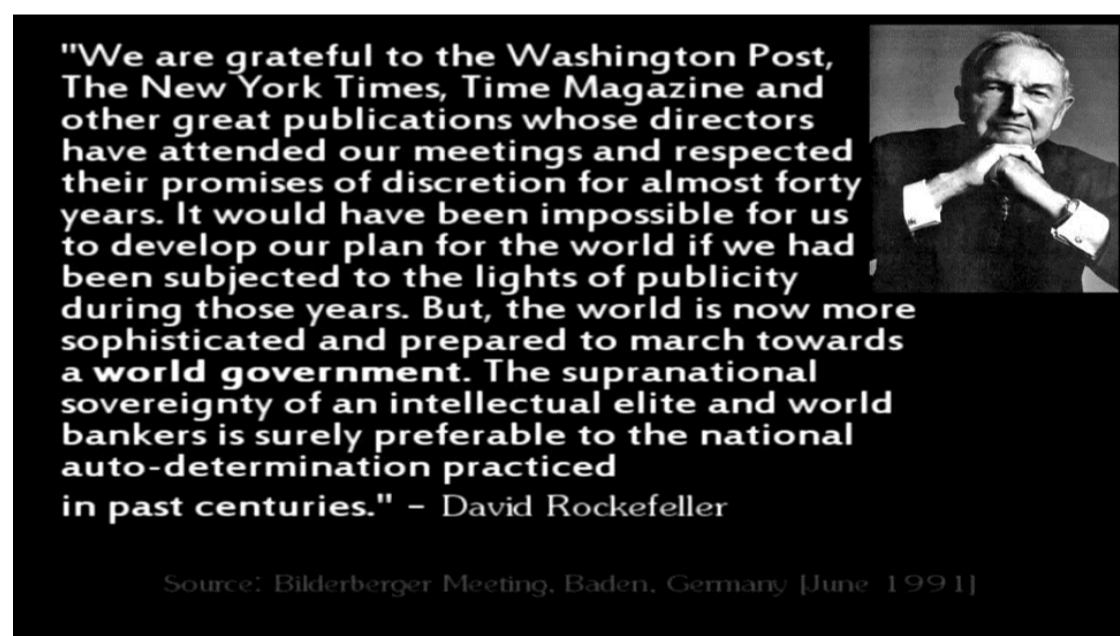 "We are grateful to the Washington Post,
The New York Times, Time Magazine and
other great publications whose directors
have attended our meetings and respected
their promises of discretion for almost forty
years. It would have been impossible for us
to develop our plan for the world if we had
been subjected to the lights of publicity
during those years. But, the world is now more
sophisticated and prepared to march towards
a world government. The supranational
sovereignty of an intellectual elite and world
bankers is surely preferable to the national
auto-determination practiced
in past centuries." – David Rockefeller
Source: Bilderberger Meeting, Baden, Germany [June 1991]